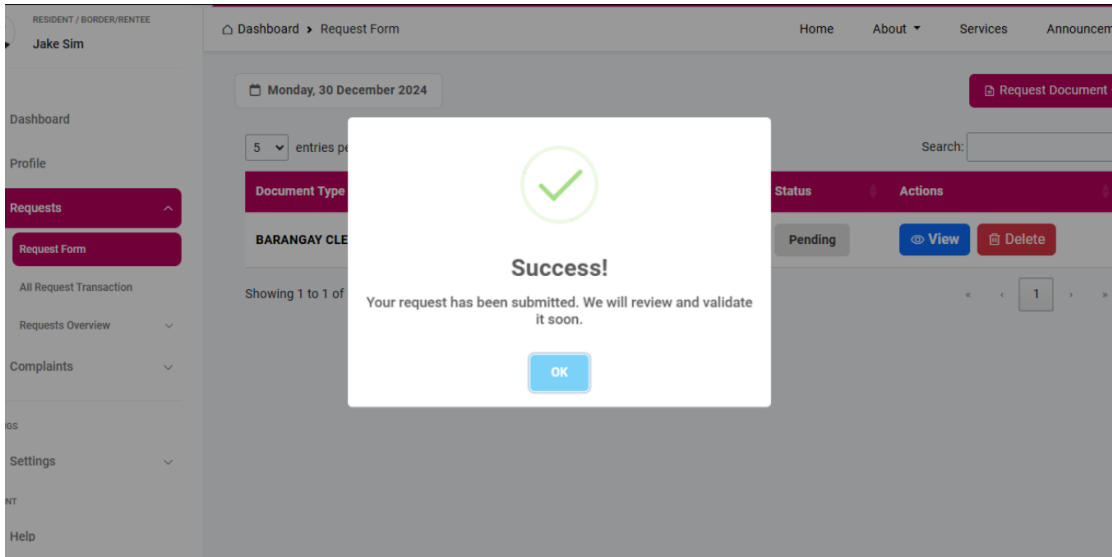 RESIDENT / BORDER/RENTEE
Jake Sim
Dashboard
Profile
Requests
Request Form
All Request Transaction
Requests Overview
Complaints
Settings
Help
Dashboard > Request Form
Home About Services
Monday, 30 December 2024
Request Document
5 entries
Search:
Document Type Status Actions
BARANGAY Pending View Delete
Showing 1 to 1 of
« ‹ 1 › »
Success!
Your request has been submitted. We will review and validate
it soon.
OK